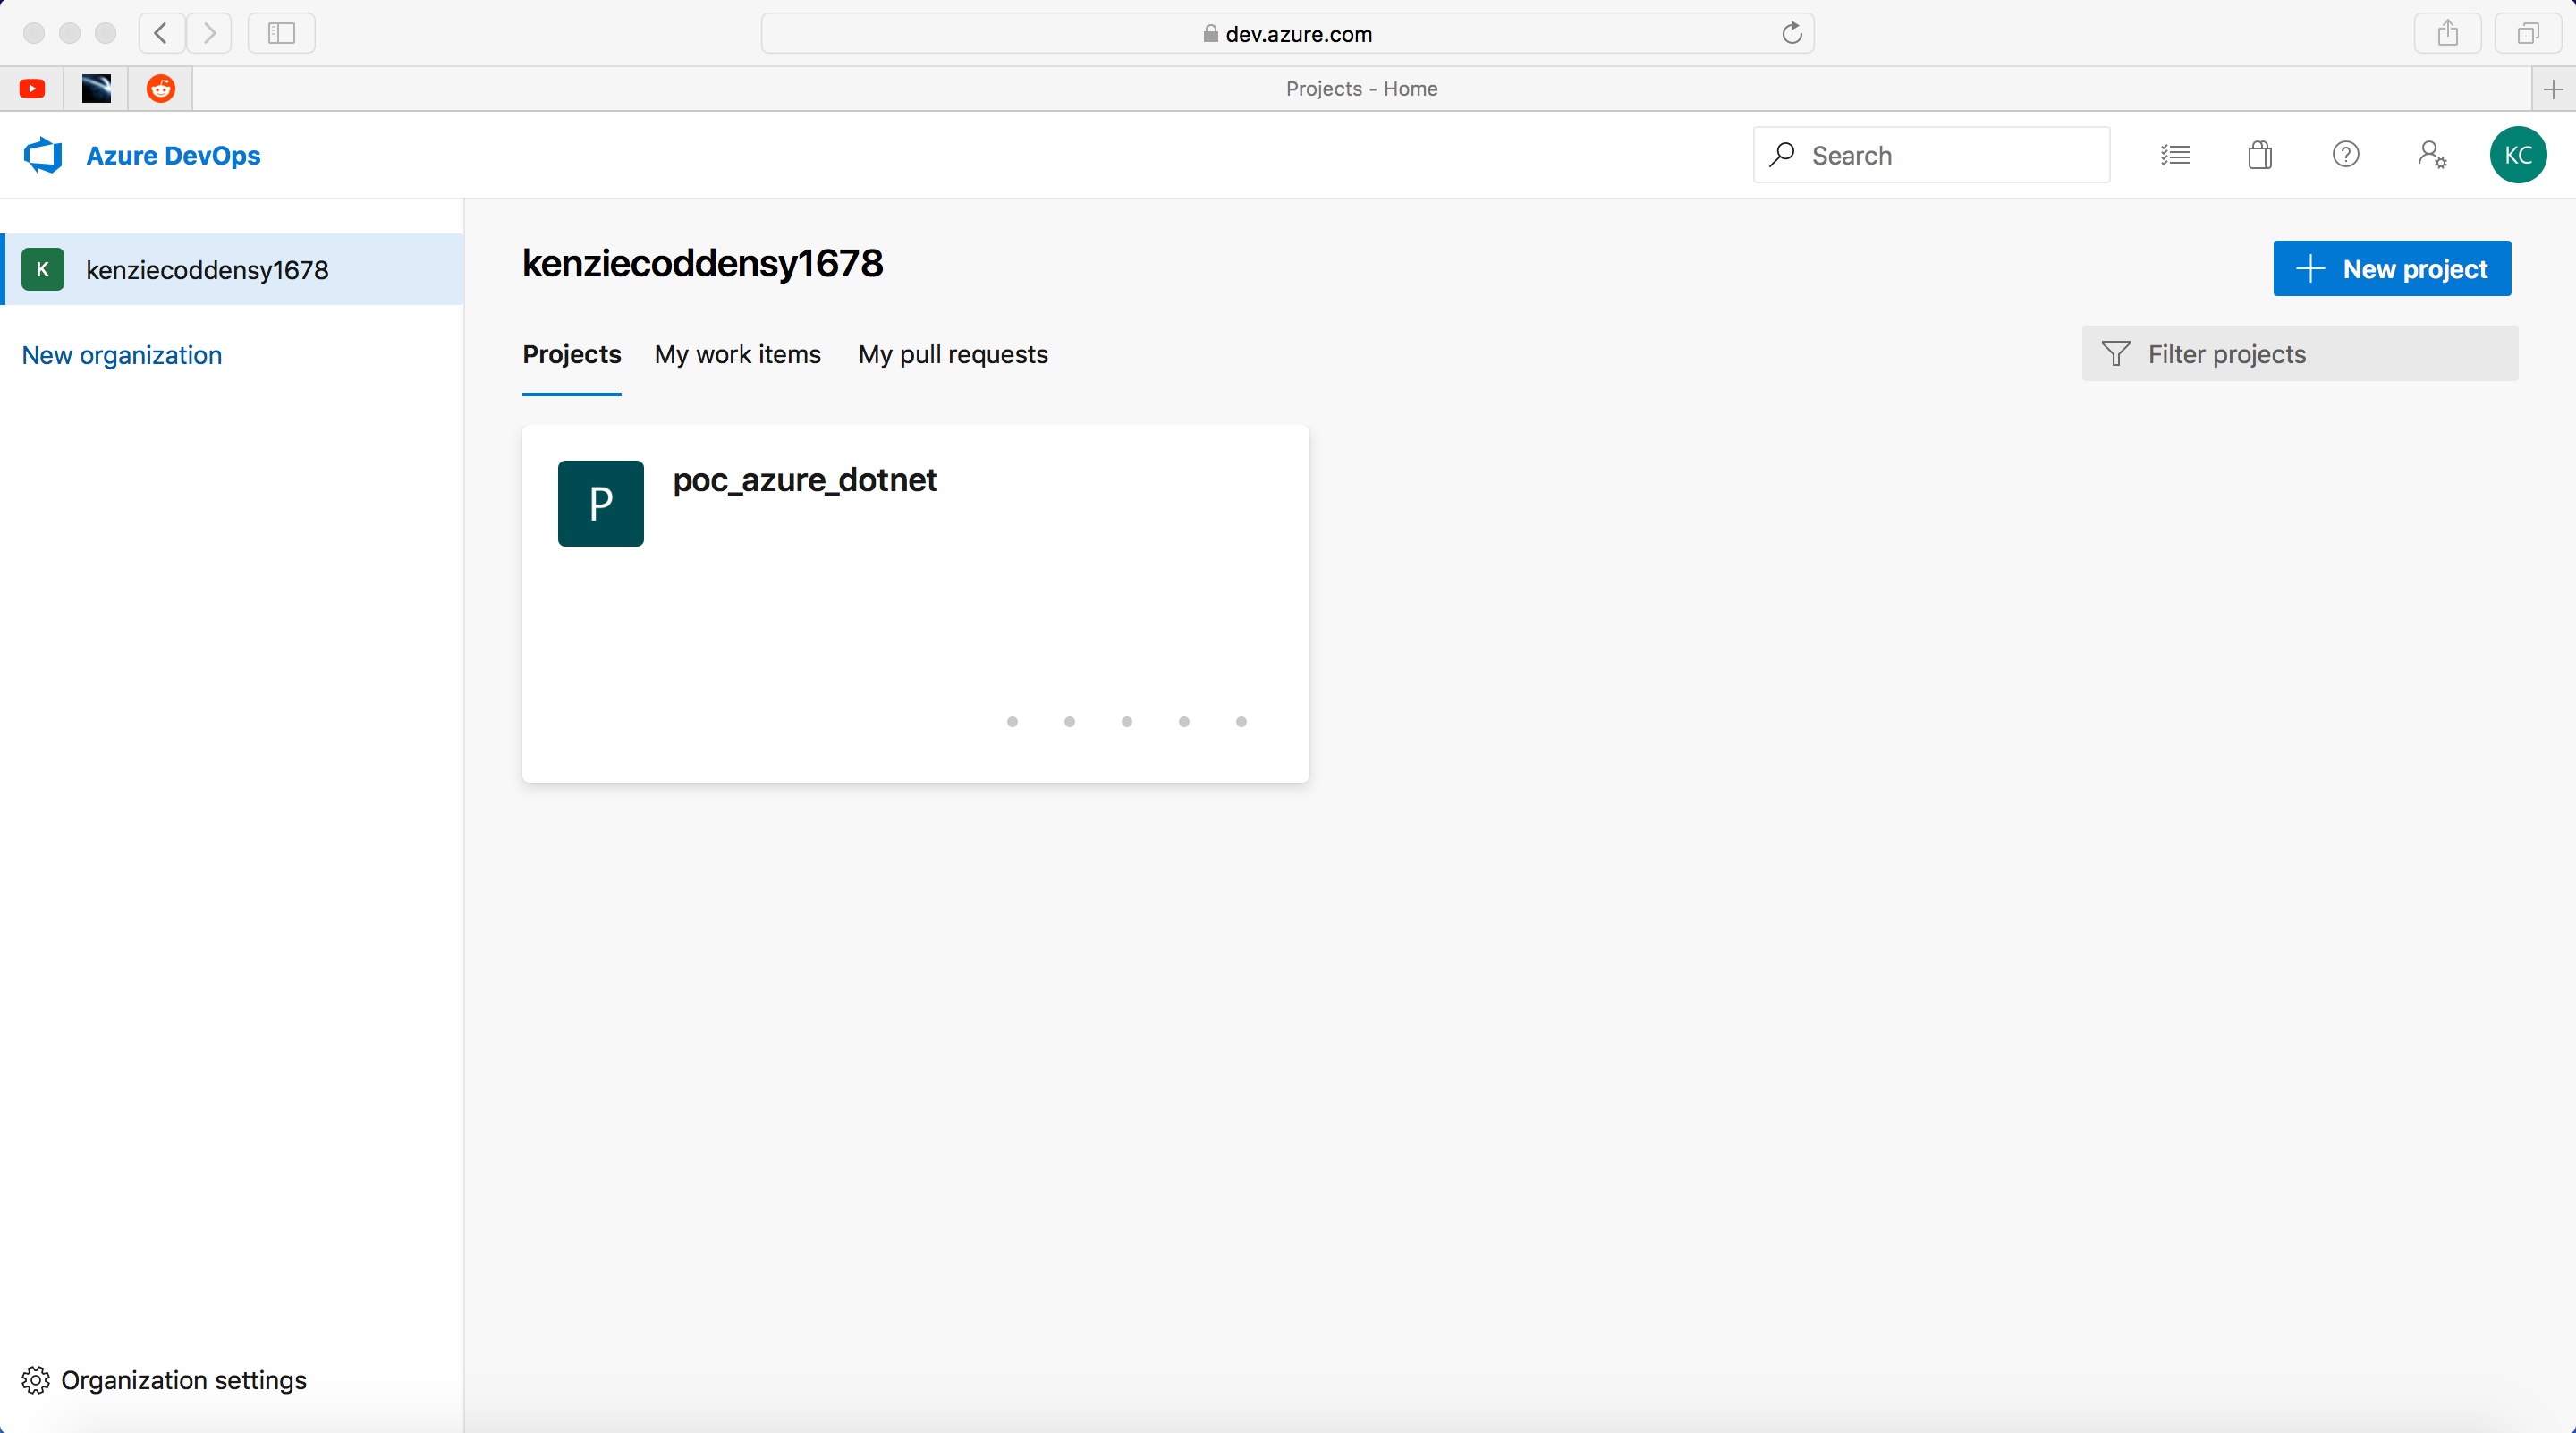 dev.azure.com
Projects - Home
Azure DevOps
Search
KC
K
kenziecoddensy1678
New organization
kenziecoddensy1678
New project
Projects
My work items
My pull requests
Filter projects
P
poc_azure_dotnet
Organization settings